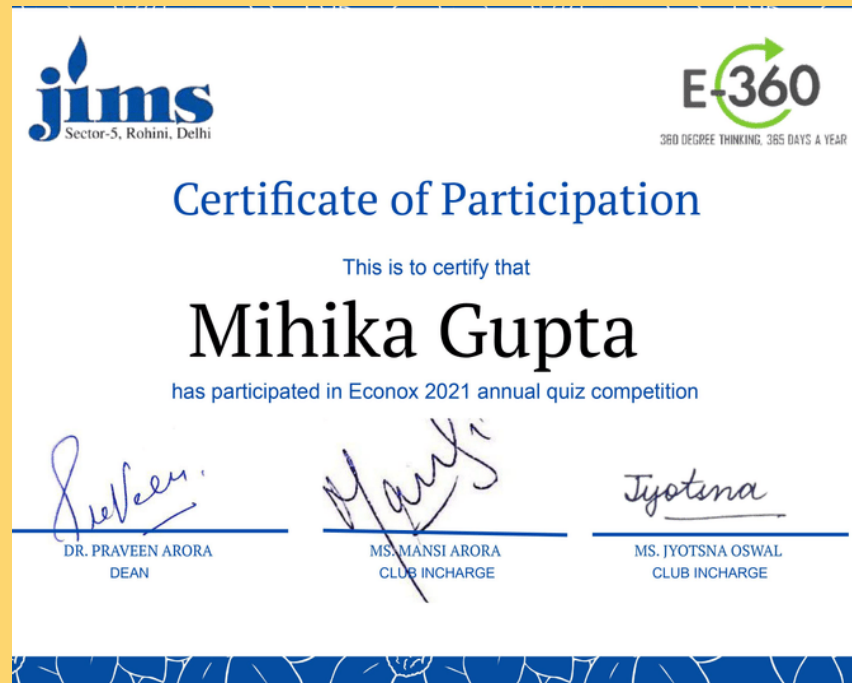 jims
Sector-5, Rohini, Delhi
E-360
360 DEGREE THINKING, 365 DAYS A YEAR
Certificate of Participation
This is to certify that
Mihika Gupta
has participated in Econox 2021 annual quiz competition
Praveen.
Mansi
Jyotsna
DR. PRAVEEN ARORA
MS. MANSI ARORA
MS. JYOTSNA OSWAL
DEAN
CLUB INCHARGE
CLUB INCHARGE